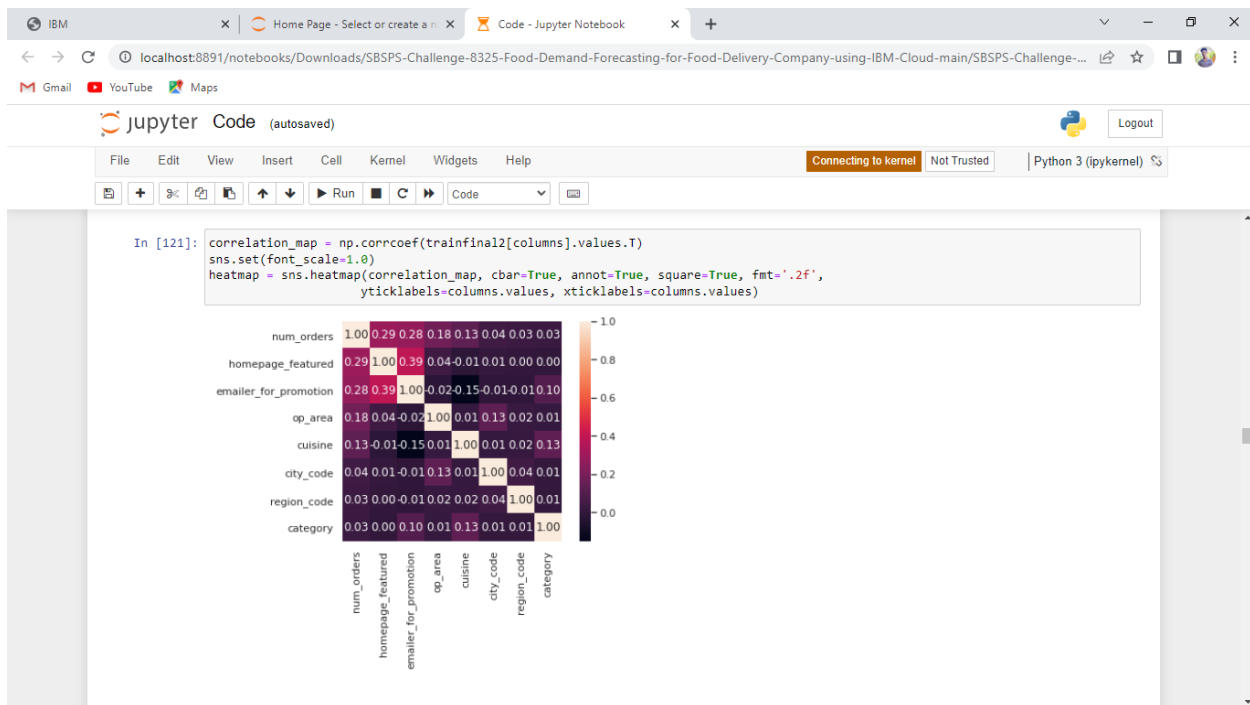 IBM
Home Page - Select or create a n
Code - Jupyter Notebook
localhost:8891/notebooks/Downloads/SBSPS-Challenge-8325-Food-Demand-Forecasting-for-Food-Delivery-Company-using-IBM-Cloud-main/SBSPS-Challenge-...
Gmail YouTube Maps
jupyter Code (autosaved)
Logout
File Edit View Insert Cell Kernel Widgets Help
Connecting to kernel Not Trusted Python 3 (ipykernel)
Run Code
In [121]: correlation_map = np.corrcoef(trainfinal2[columns].values.T)
sns.set(font_scale=1.0)
heatmap = sns.heatmap(correlation_map, cbar=True, annot=True, square=True, fmt='.2f',
yticklabels=columns.values, xticklabels=columns.values)
num_orders 1.00 0.29 0.28 0.18 0.13 0.04 0.03 0.03
homepage_featured 0.29 1.00 0.39 0.04 -0.01 0.01 0.00 0.00
emailer_for_promotion 0.28 0.39 1.00 -0.02 -0.15 -0.01 -0.01 0.10
op_area 0.18 0.04 -0.02 1.00 0.01 0.13 0.02 0.01
cuisine 0.13 -0.01 -0.15 0.01 1.00 0.01 0.02 0.13
city_code 0.04 0.01 -0.01 0.13 0.01 1.00 0.04 0.01
region_code 0.03 0.00 -0.01 0.02 0.02 0.04 1.00 0.01
category 0.03 0.00 0.10 0.01 0.13 0.01 0.01 1.00
num_orders
homepage_featured
emailer_for_promotion
op_area
cuisine
city_code
region_code
category
1.0
0.8
0.6
0.4
0.2
0.0